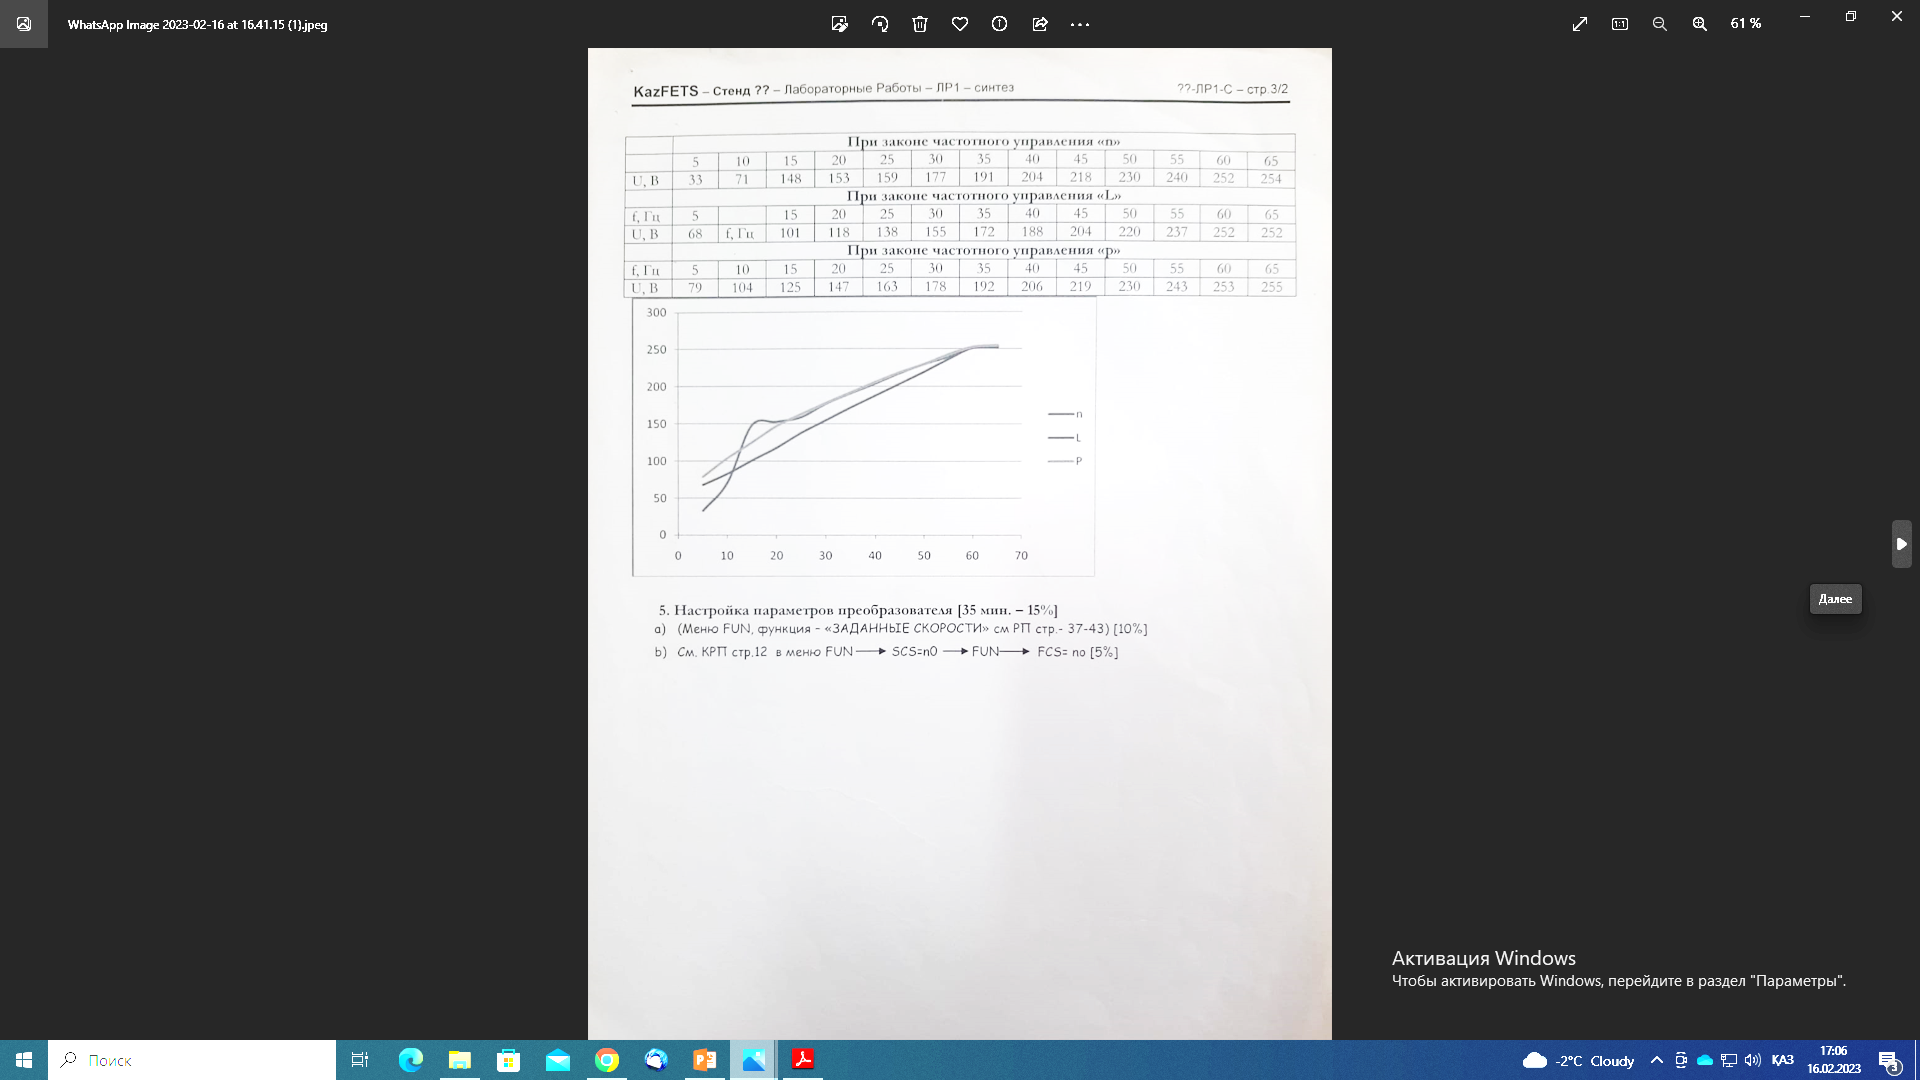 WhatsApp Image 2023-02-16 at 16.41.15 (1).jpeg
61 %
KazFETS – Стенд ?? – Лабораторные Работы – ЛР1 – синтез
??-ЛР1-С – стр.3/2
При законе частотного управления «n»
5 10 15 20 25 30 35 40 45 50 55 60 65
U, В 33 71 148 153 159 177 191 204 218 230 240 252 254
При законе частотного управления «L»
f, Гц 5 15 20 25 30 35 40 45 50 55 60 65
U, В 68 f, Гц 101 118 138 155 172 188 204 220 237 252 252
При законе частотного управления «p»
f, Гц 5 10 15 20 25 30 35 40 45 50 55 60 65
U, В 79 104 125 147 163 178 192 206 219 230 243 253 255
300
250
200
150
100
50
0
0 10 20 30 40 50 60 70
n
L
P
5. Настройка параметров преобразователя [35 мин. – 15%]
a) (Меню FUN, функция – «ЗАДАННЫЕ СКОРОСТИ» см РП стр.- 37-43) [10%]
b) См. КРП стр.12 в меню FUN → SCS=n0 → FUN → FCS= no [5%]
Далее
Активация Windows
Чтобы активировать Windows, перейдите в раздел "Параметры".
Поиск
-2°C Cloudy
ҚАЗ
17:06
16.02.2023
3